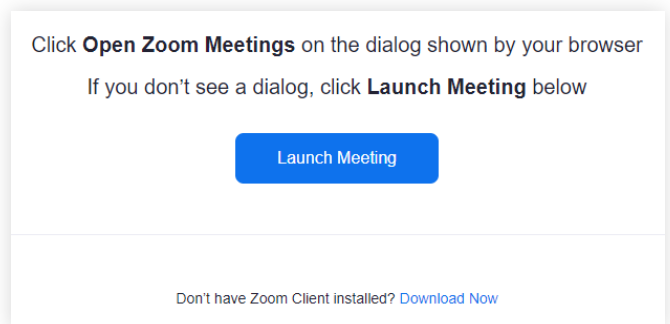 Click Open Zoom Meetings on the dialog shown by your browser
If you don’t see a dialog, click Launch Meeting below
Launch Meeting
Don’t have Zoom Client installed? Download Now